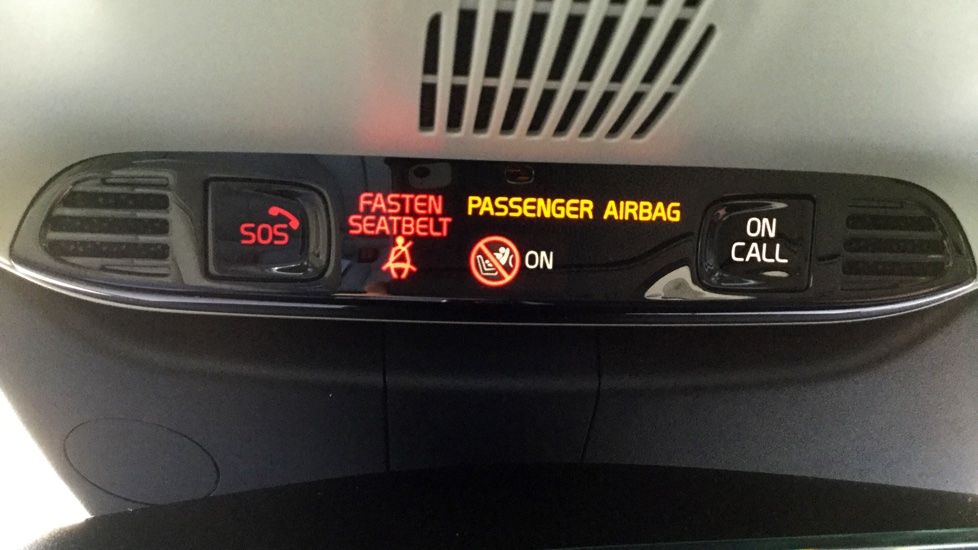 SOS
FASTEN
SEATBELT
PASSENGER AIRBAG
ON
ON
CALL